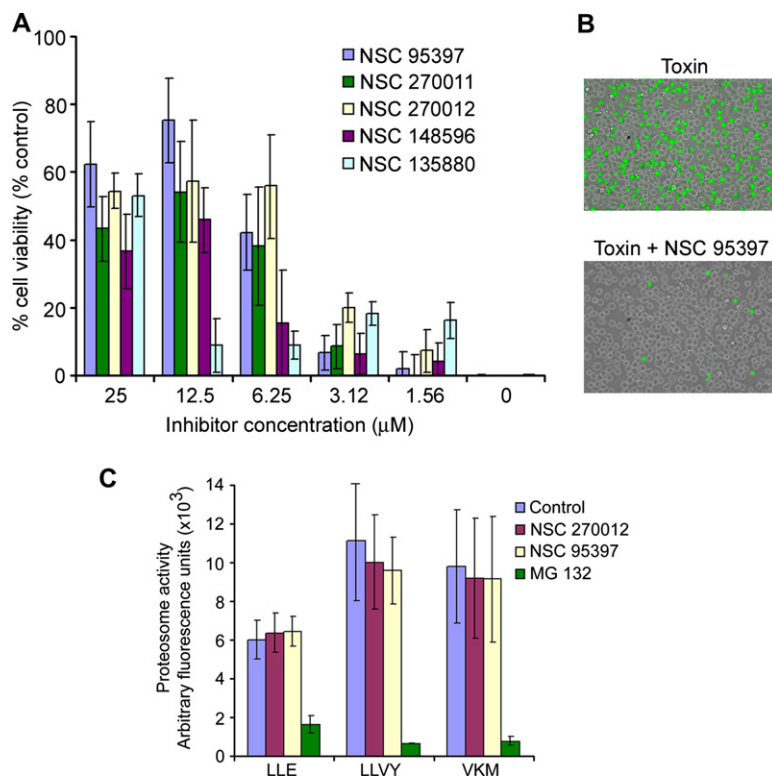 A
100
80
60
40
20
0
% cell viability (% control)
NSC 95397
NSC 270011
NSC 270012
NSC 148596
NSC 135880
25 12.5 6.25 3.12 1.56 0
Inhibitor concentration (μM)
B
Toxin
Toxin + NSC 95397
C
14
12
10
8
6
4
2
0
Proteosome activity
Arbitrary fluorescence units (x10³)
Control
NSC 270012
NSC 95397
MG 132
LLE LLVY VKM